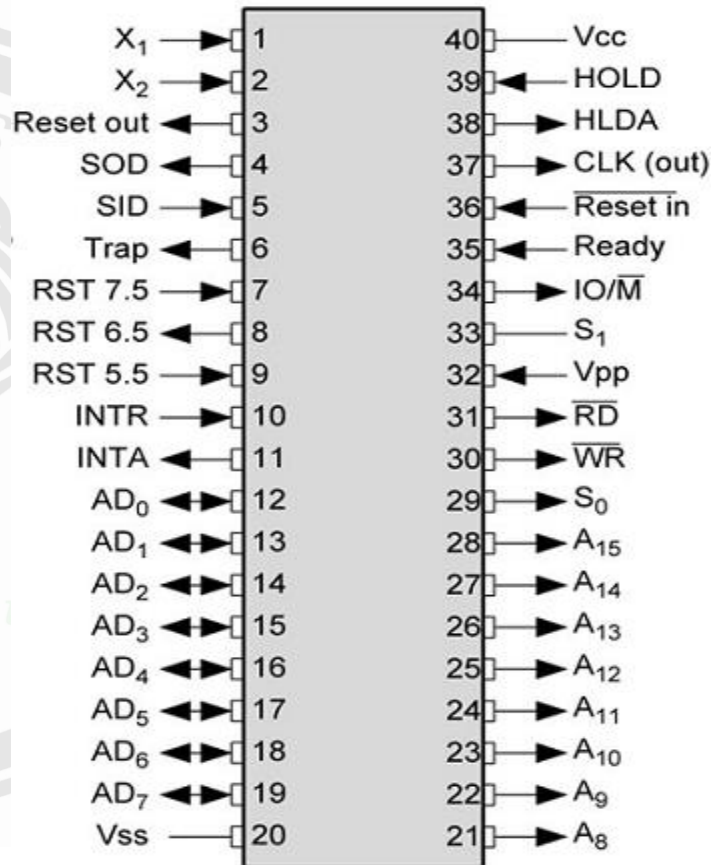 X₁ 1 40 Vcc
X₂ 2 39 HOLD
Reset out 3 38 HLDA
SOD 4 37 CLK (out)
SID 5 36 R̅e̅s̅e̅t̅ ̅i̅n̅
Trap 6 35 Ready
RST 7.5 7 34 IO/M̅
RST 6.5 8 33 S₁
RST 5.5 9 32 Vpp
INTR 10 31 R̅D̅
INTA 11 30 W̅R̅
AD₀ 12 29 S₀
AD₁ 13 28 A₁₅
AD₂ 14 27 A₁₄
AD₃ 15 26 A₁₃
AD₄ 16 25 A₁₂
AD₅ 17 24 A₁₁
AD₆ 18 23 A₁₀
AD₇ 19 22 A₉
Vss 20 21 A₈